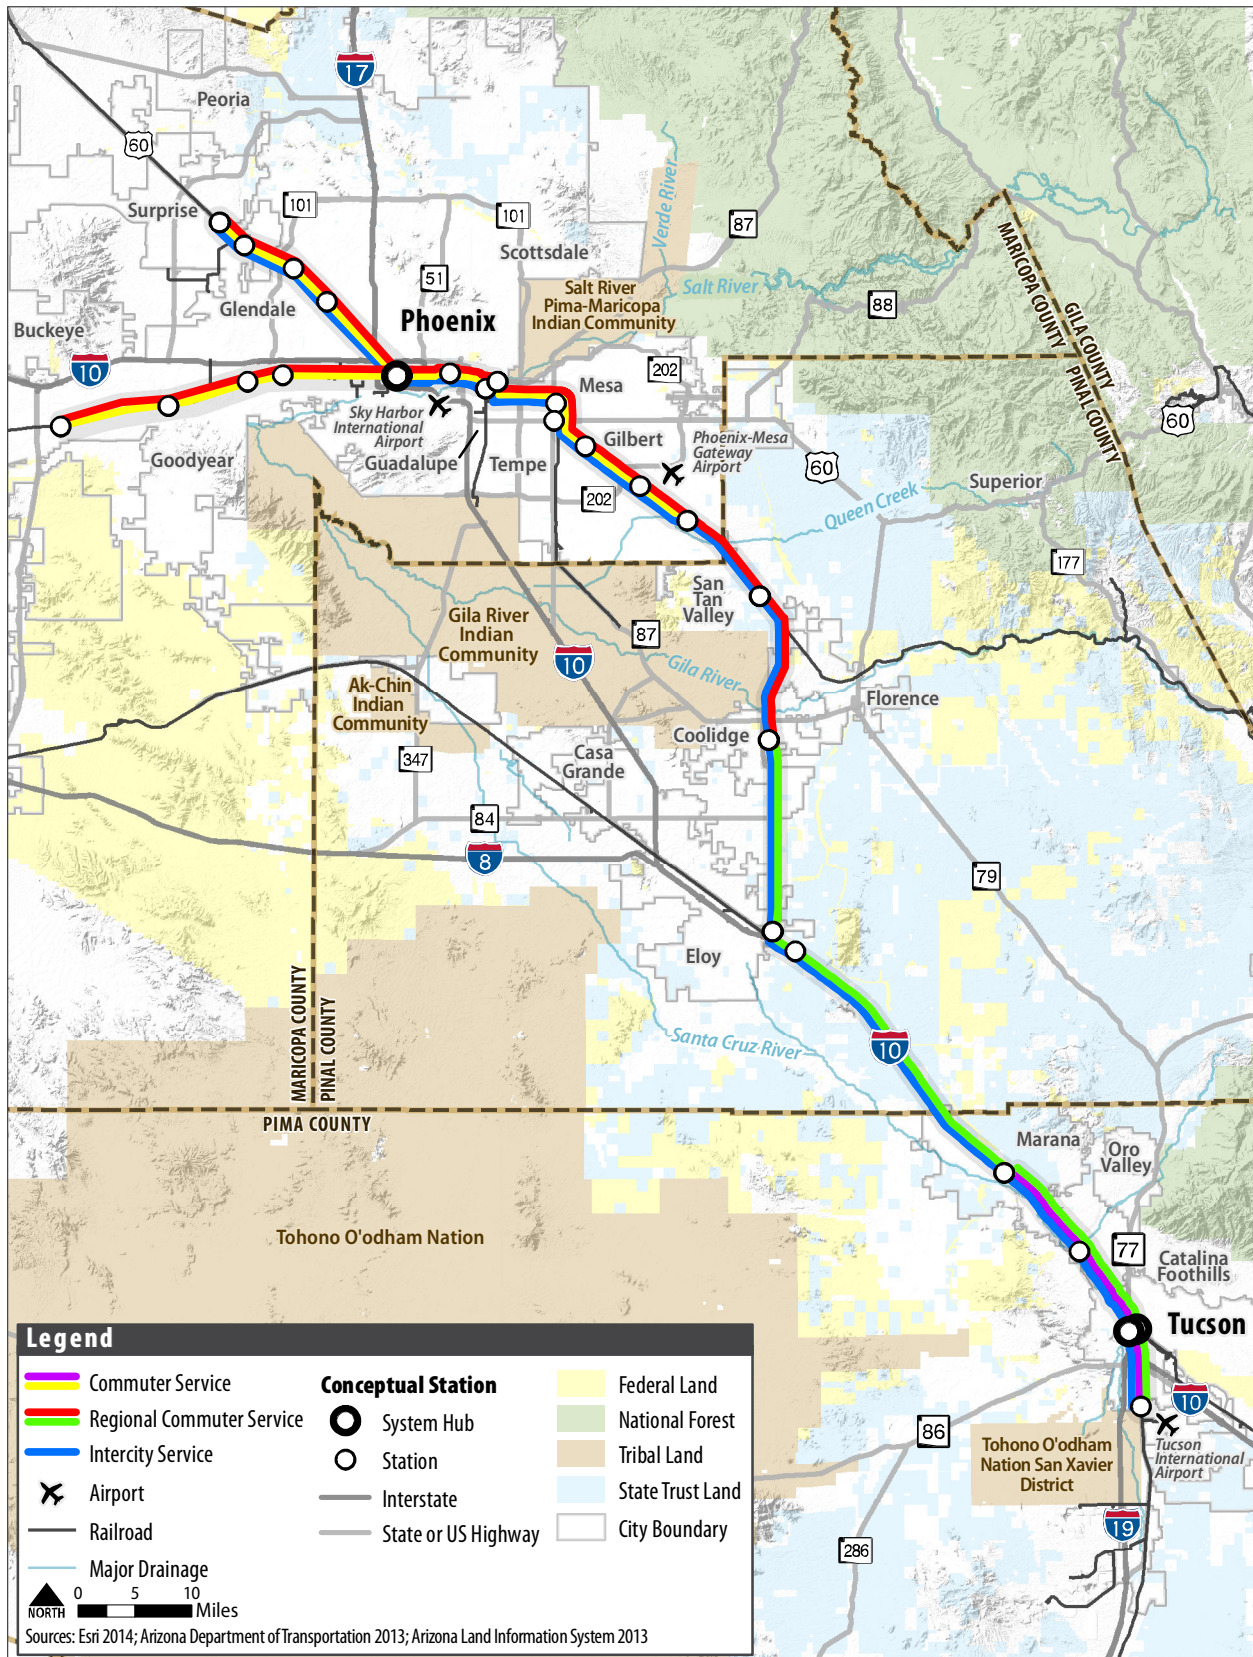 17
Peoria
60
Surprise
101
101
Scottsdale
Verde River
87
MARICOPA COUNTY
GILA COUNTY
51
Salt River
Glendale
Salt River
Pima-Maricopa
Indian Community
88
Phoenix
Buckeye
10
202
Mesa
PINAL COUNTY
60
Sky Harbor
International
Airport
Gilbert
Phoenix-Mesa
Gateway
Airport
Goodyear
Guadalupe
Tempe
60
Superior
202
Queen Creek
177
San
Tan
Valley
Gila River
Indian
Community
87
10
Gila River
Ak-Chin
Indian
Community
Florence
Coolidge
347
Casa
Grande
84
8
79
Eloy
MARICOPA COUNTY
PINAL COUNTY
Santa Cruz River
10
PIMA COUNTY
Marana
Oro
Valley
Tohono O'odham Nation
77
Catalina
Foothills
Tucson
10
86
Tohono O'odham
Nation San Xavier
District
Tucson
International
Airport
19
286
Legend
Commuter Service
Regional Commuter Service
Intercity Service
Airport
Railroad
Major Drainage
Conceptual Station
System Hub
Station
Interstate
State or US Highway
Federal Land
National Forest
Tribal Land
State Trust Land
City Boundary
NORTH
0 5 10
Miles
Sources: Esri 2014; Arizona Department of Transportation 2013; Arizona Land Information System 2013